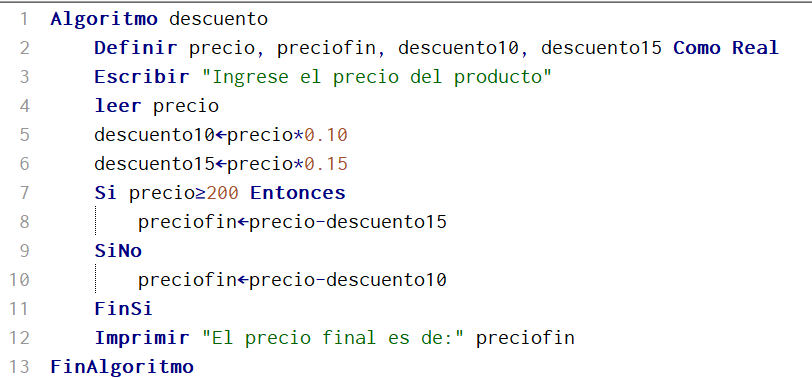 1 Algoritmo descuento
2 Definir precio, preciofin, descuento10, descuento15 Como Real
3 Escribir "Ingrese el precio del producto"
4 leer precio
5 descuento10←precio*0.10
6 descuento15←precio*0.15
7 Si precio≥200 Entonces
8 preciofin←precio-descuento15
9 SiNo
10 preciofin←precio-descuento10
11 FinSi
12 Imprimir "El precio final es de:" preciofin
13 FinAlgoritmo